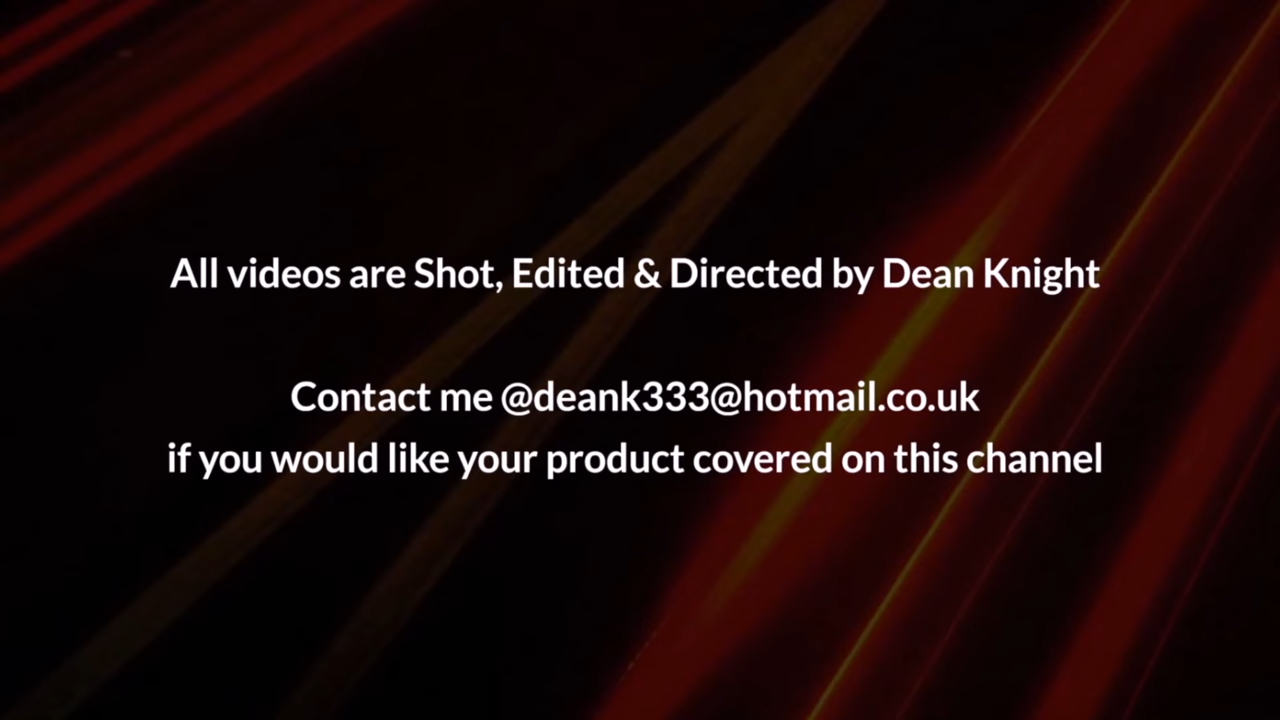 All videos are Shot, Edited & Directed by Dean Knight
Contact me @deank333@hotmail.co.uk
if you would like your product covered on this channel